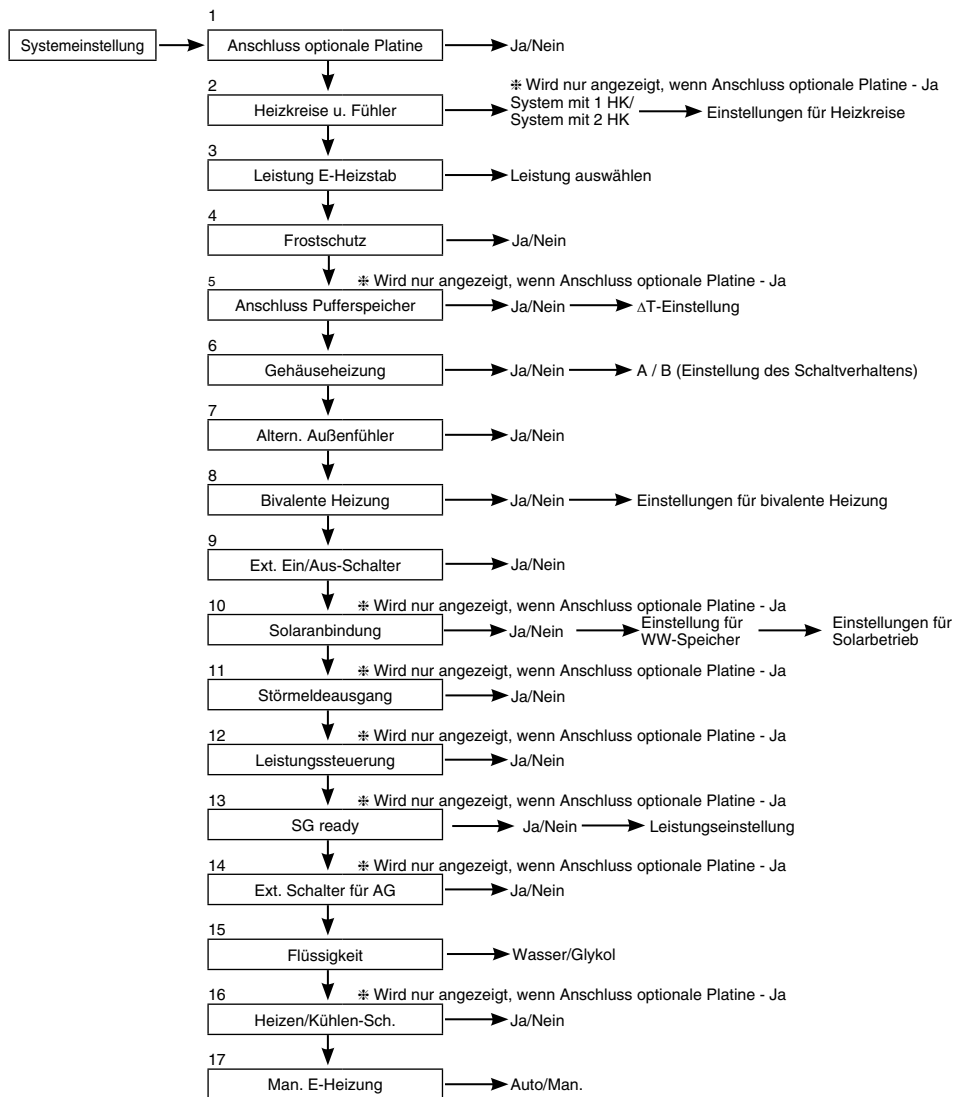 1
Systemeinstellung
Anschluss optionale Platine
Ja/Nein
2
❈ Wird nur angezeigt, wenn Anschluss optionale Platine - Ja
Heizkreise u. Fühler
System mit 1 HK/
System mit 2 HK
Einstellungen für Heizkreise
3
Leistung E-Heizstab
Leistung auswählen
4
Frostschutz
Ja/Nein
5
❈ Wird nur angezeigt, wenn Anschluss optionale Platine - Ja
Anschluss Pufferspeicher
Ja/Nein
ΔT-Einstellung
6
Gehäuseheizung
Ja/Nein
A / B (Einstellung des Schaltverhaltens)
7
Altern. Außenfühler
Ja/Nein
8
Bivalente Heizung
Ja/Nein
Einstellungen für bivalente Heizung
9
Ext. Ein/Aus-Schalter
Ja/Nein
10
❈ Wird nur angezeigt, wenn Anschluss optionale Platine - Ja
Solaranbindung
Ja/Nein
Einstellung für
WW-Speicher
Einstellungen für
Solarbetrieb
11
❈ Wird nur angezeigt, wenn Anschluss optionale Platine - Ja
Störmeldeausgang
Ja/Nein
12
❈ Wird nur angezeigt, wenn Anschluss optionale Platine - Ja
Leistungssteuerung
Ja/Nein
13
❈ Wird nur angezeigt, wenn Anschluss optionale Platine - Ja
SG ready
Ja/Nein
Leistungseinstellung
14
❈ Wird nur angezeigt, wenn Anschluss optionale Platine - Ja
Ext. Schalter für AG
Ja/Nein
15
Flüssigkeit
Wasser/Glykol
16
❈ Wird nur angezeigt, wenn Anschluss optionale Platine - Ja
Heizen/Kühlen-Sch.
Ja/Nein
17
Man. E-Heizung
Auto/Man.